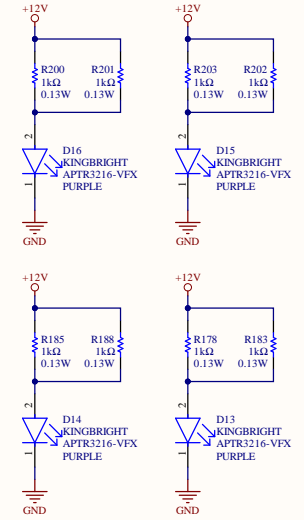 +12V
R200
1kΩ
0.13W
R201
1kΩ
0.13W
2
1
D16
KINGBRIGHT
APTR3216-VFX
PURPLE
GND
+12V
R203
1kΩ
0.13W
R202
1kΩ
0.13W
2
1
D15
KINGBRIGHT
APTR3216-VFX
PURPLE
GND
+12V
R185
1kΩ
0.13W
R188
1kΩ
0.13W
2
1
D14
KINGBRIGHT
APTR3216-VFX
PURPLE
GND
+12V
R178
1kΩ
0.13W
R183
1kΩ
0.13W
2
1
D13
KINGBRIGHT
APTR3216-VFX
PURPLE
GND